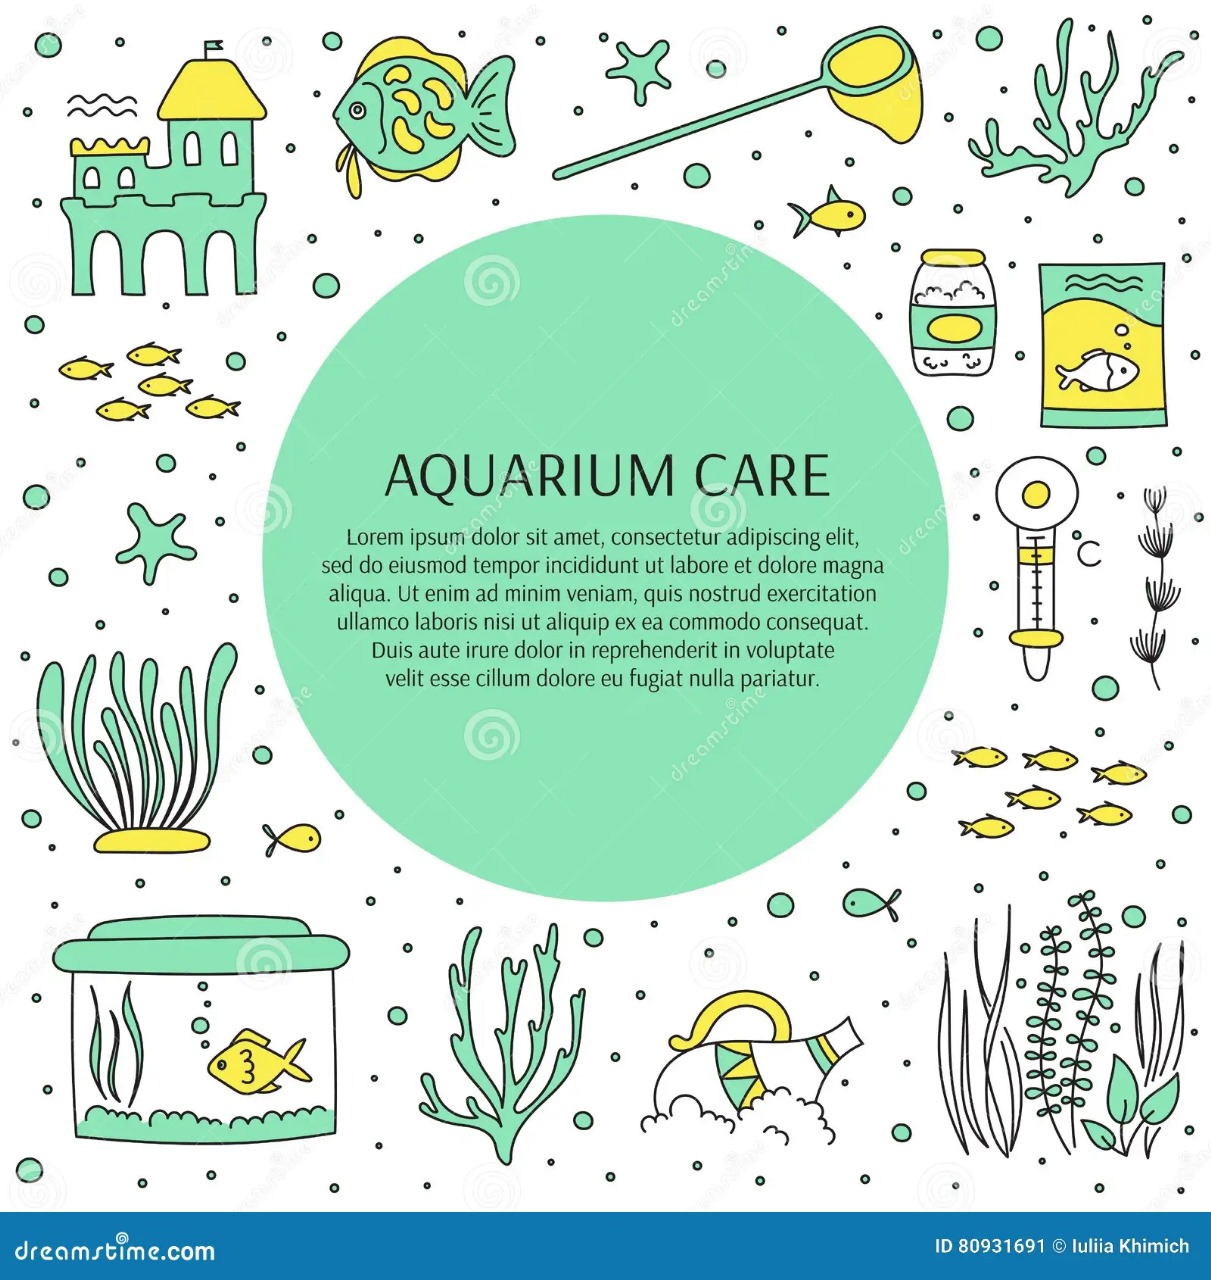 °C
AQUARIUM CARE
Lorem ipsum dolor sit amet, consectetur adipiscing elit,
sed do eiusmod tempor incididunt ut labore et dolore magna
aliqua. Ut enim ad minim veniam, quis nostrud exercitation
ullamco laboris nisi ut aliquip ex ea commodo consequat.
Duis aute irure dolor in reprehenderit in voluptate
velit esse cillum dolore eu fugiat nulla pariatur.
dreamstime
dreamstime
dreamstime.com
ID 80931691 © Iuliia Khimich